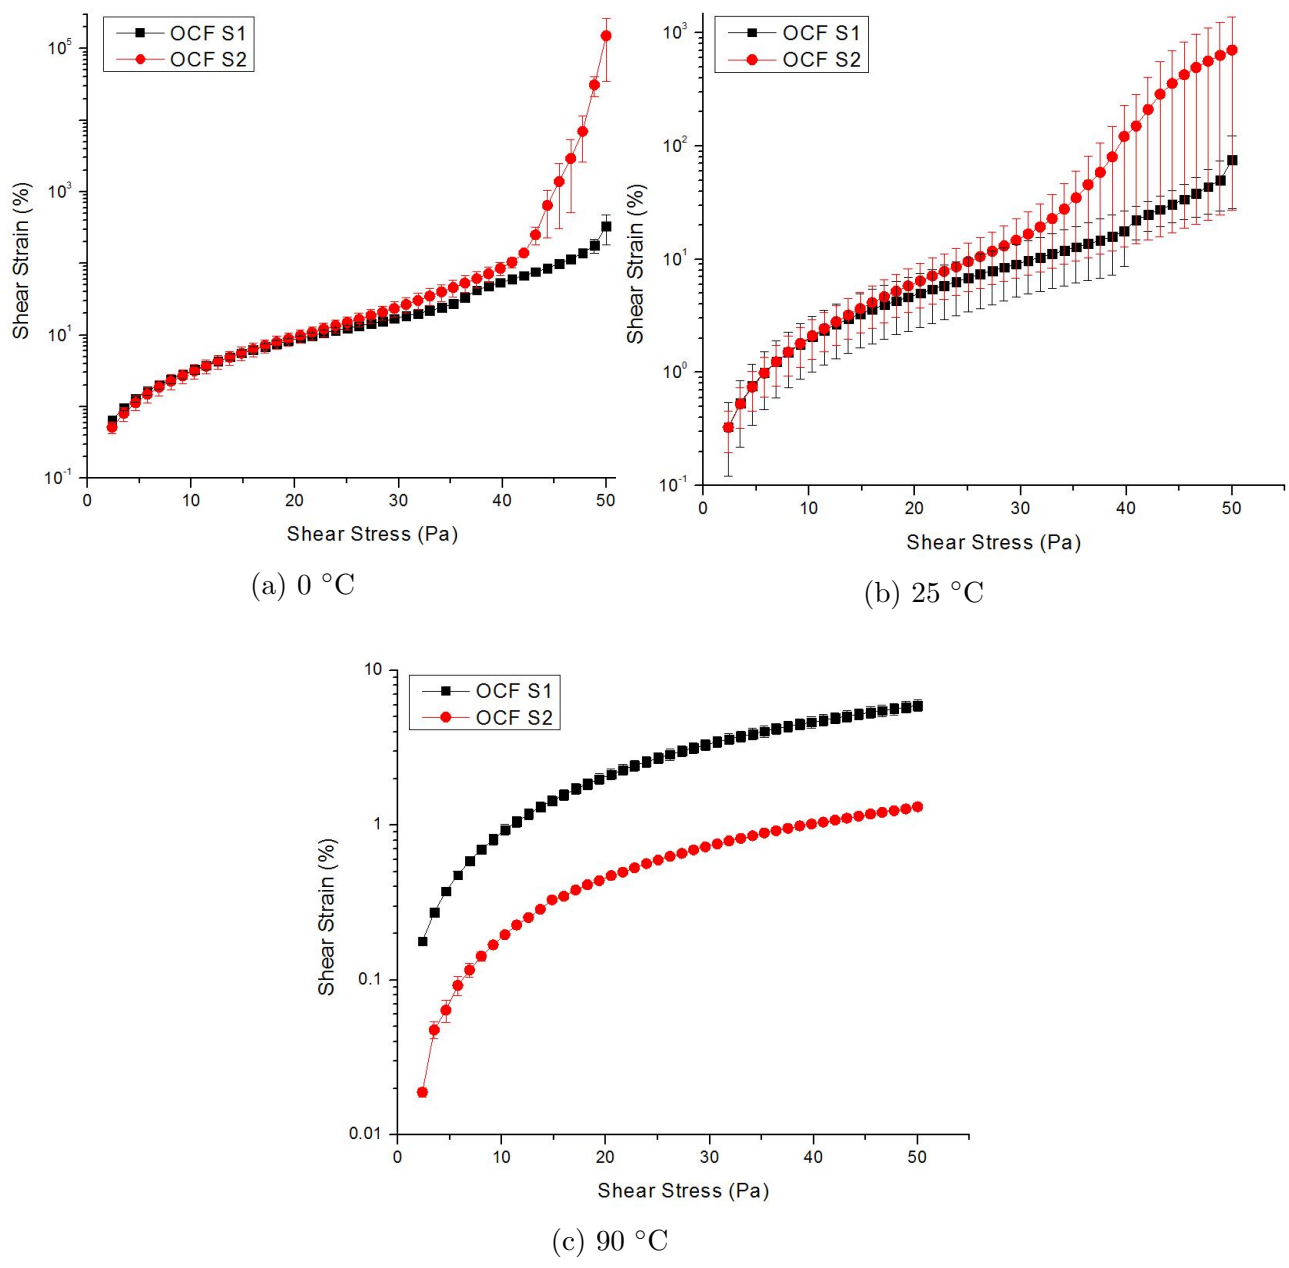 OCF S1
OCF S2
10^5
10^3
10^1
10^-1
Shear Strain (%)
0 10 20 30 40 50
Shear Stress (Pa)
(a) 0 °C
OCF S1
OCF S2
10^3
10^2
10^1
10^0
10^-1
Shear Strain (%)
0 10 20 30 40 50
Shear Stress (Pa)
(b) 25 °C
OCF S1
OCF S2
10
1
0.1
0.01
Shear Strain (%)
0 10 20 30 40 50
Shear Stress (Pa)
(c) 90 °C